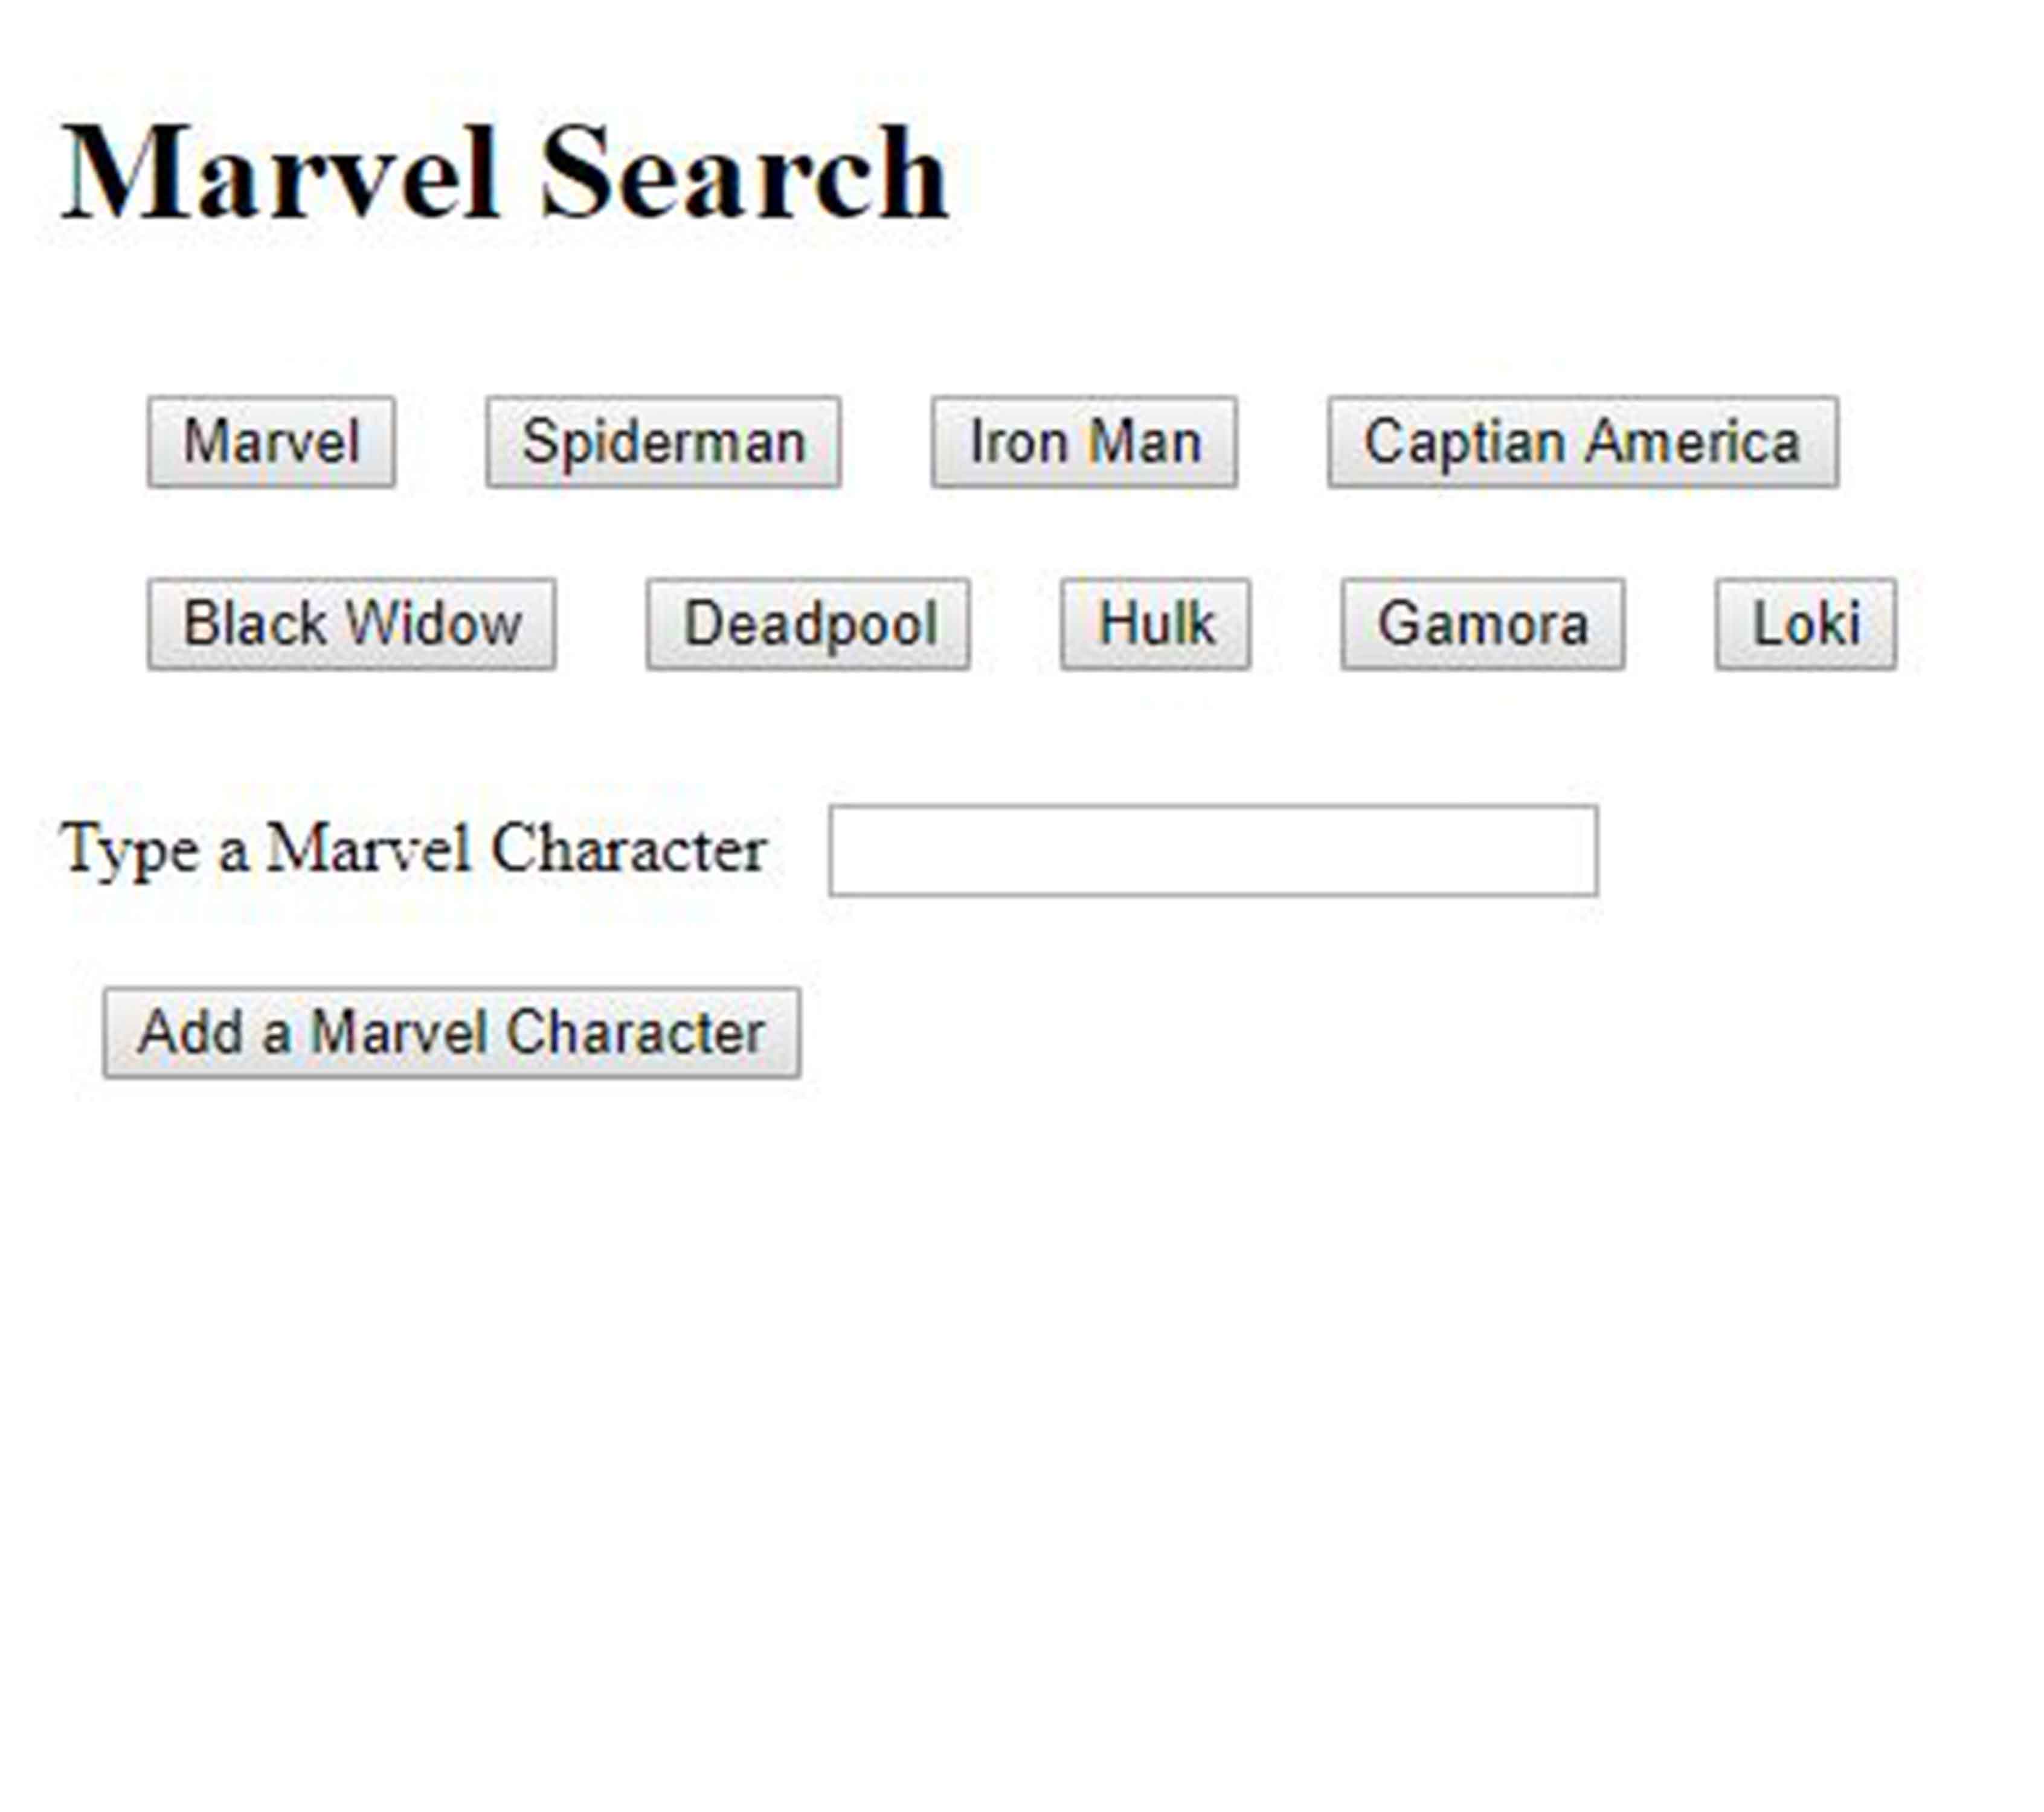 Marvel Search
Marvel Spiderman Iron Man Captian America
Black Widow Deadpool Hulk Gamora Loki
Type a Marvel Character
Add a Marvel Character